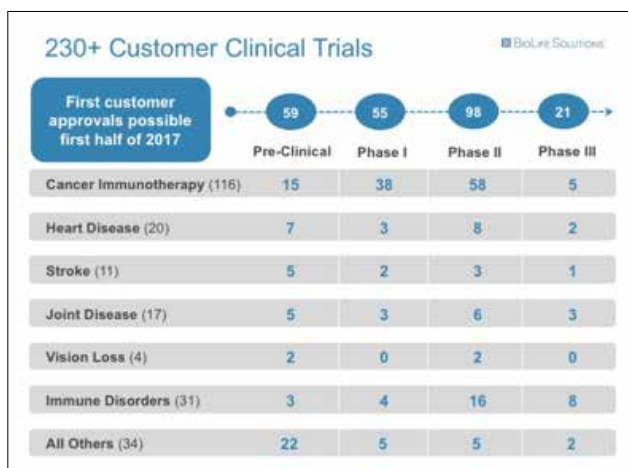 230+ Customer Clinical Trials
BIOLIFE SOLUTIONS
First customer
approvals possible
first half of 2017
59 55 98 21
Pre-Clinical Phase I Phase II Phase III
Cancer Immunotherapy (116) 15 38 58 5
Heart Disease (20) 7 3 8 2
Stroke (11) 5 2 3 1
Joint Disease (17) 5 3 6 3
Vision Loss (4) 2 0 2 0
Immune Disorders (31) 3 4 16 8
All Others (34) 22 5 5 2